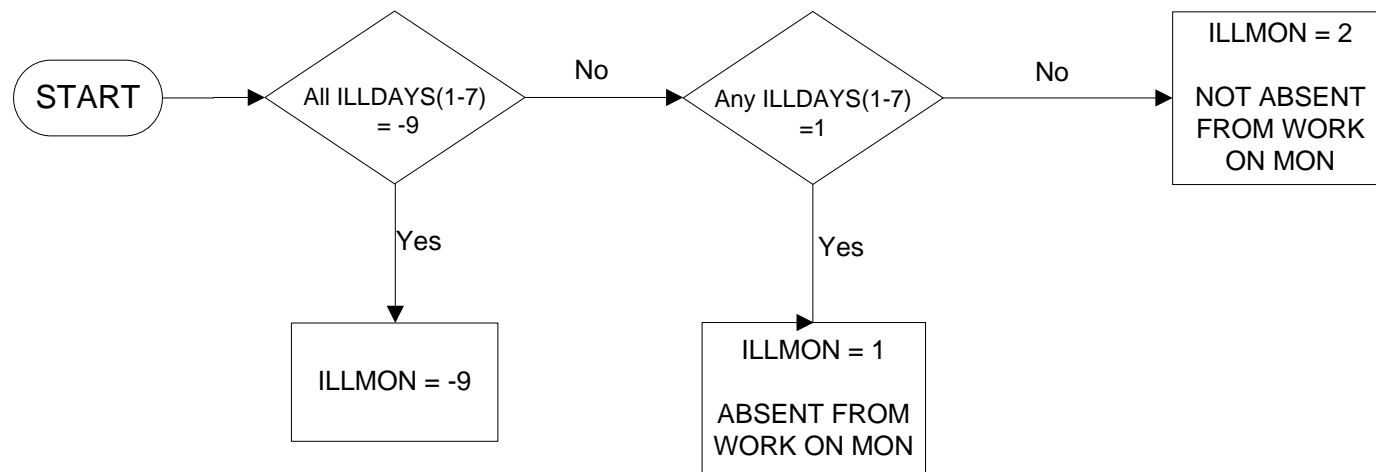 START
All ILLDAYS(1-7)
= -9
No
Any ILLDAYS(1-7)
=1
No
ILLMON = 2
NOT ABSENT
FROM WORK
ON MON
Yes
Yes
ILLMON = -9
ILLMON = 1
ABSENT FROM
WORK ON MON